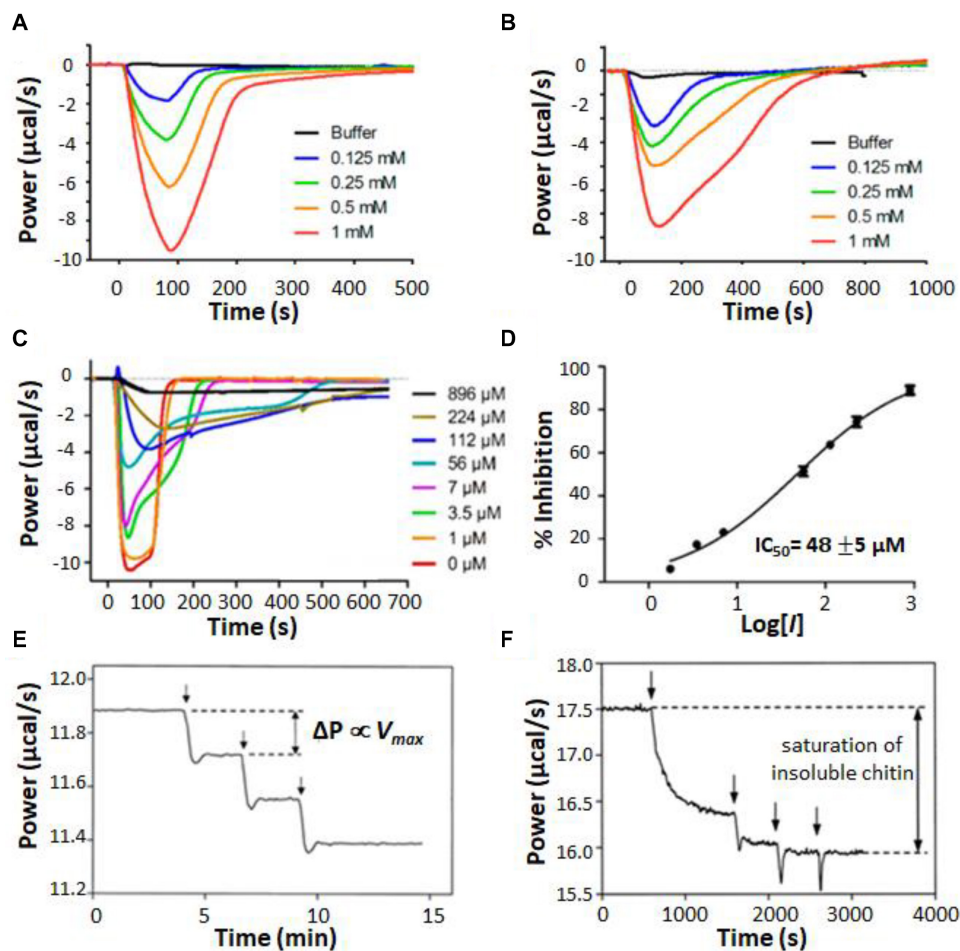 A
0
-2
-4
-6
-8
-10
Power (µcal/s)
Buffer
0.125 mM
0.25 mM
0.5 mM
1 mM
0 100 200 300 400 500
Time (s)
B
0
-2
-4
-6
-8
-10
Power (µcal/s)
Buffer
0.125 mM
0.25 mM
0.5 mM
1 mM
0 200 400 600 800 1000
Time (s)
C
0
-2
-4
-6
-8
-10
Power (µcal/s)
896 µM
224 µM
112 µM
56 µM
7 µM
3.5 µM
1 µM
0 µM
0 100 200 300 400 500 600 700
Time (s)
D
100
80
60
40
20
0
% Inhibition
IC50= 48 ±5 µM
0 1 2 3
Log[I]
E
12.0
11.8
11.6
11.4
11.2
Power (µcal/s)
ΔP ∝ Vmax
0 5 10 15
Time (min)
F
18.0
17.5
17.0
16.5
16.0
15.5
Power (µcal/s)
saturation of
insoluble chitin
0 1000 2000 3000 4000
Time (s)